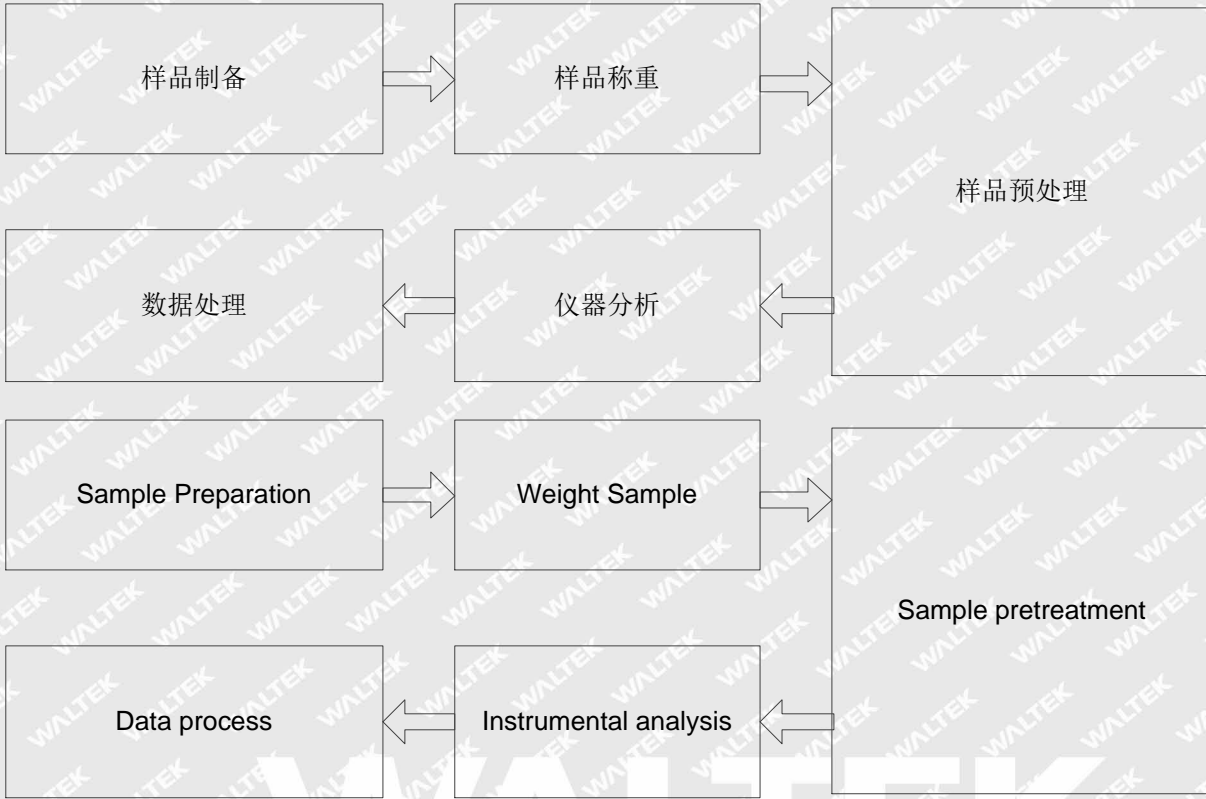 样品制备
样品称重
样品预处理
数据处理
仪器分析
Sample Preparation
Weight Sample
Sample pretreatment
Data process
Instrumental analysis
WALTEK